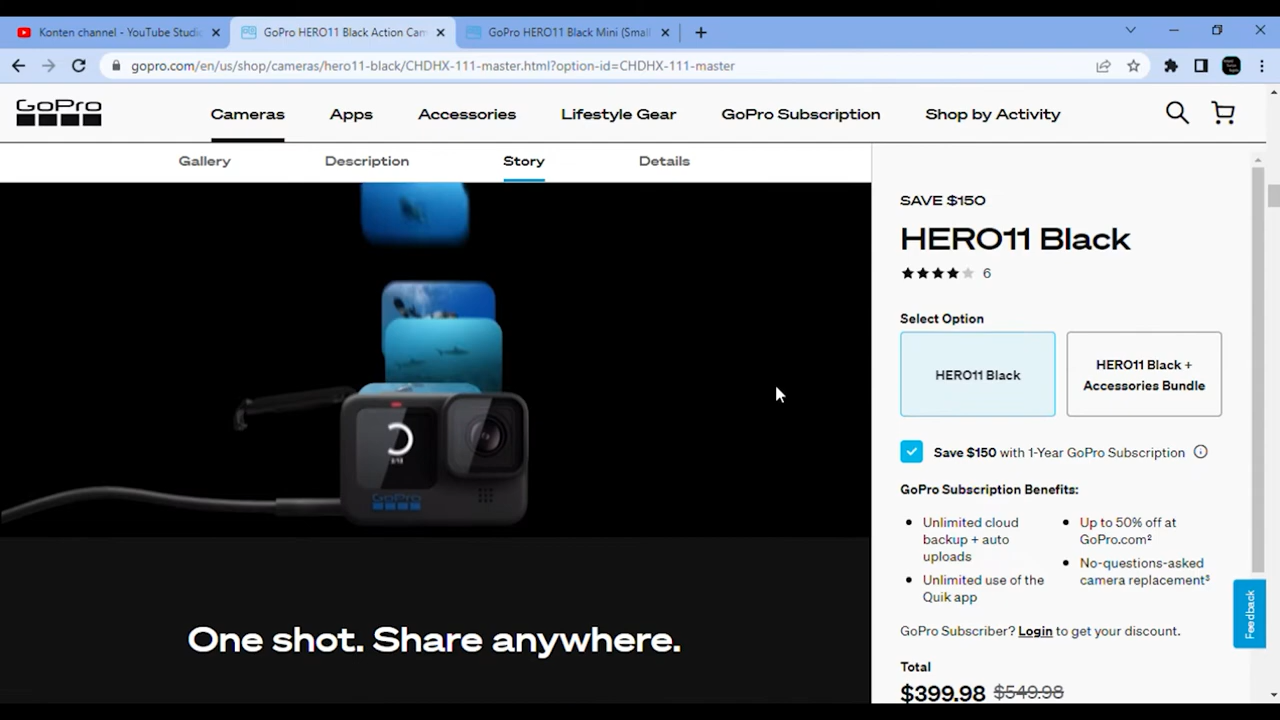 Konten channel - YouTube Studi
GoPro HERO11 Black Action Cam
GoPro HERO11 Black Mini (Small
gopro.com/en/us/shop/cameras/hero11-black/CHDHX-111-master.html?option-id=CHDHX-111-master
GoPro
Cameras
Apps
Accessories
Lifestyle Gear
GoPro Subscription
Shop by Activity
Gallery
Description
Story
Details
GoPro
One shot. Share anywhere.
SAVE $150
HERO11 Black
6
Select Option
HERO11 Black
HERO11 Black +
Accessories Bundle
Save $150 with 1-Year GoPro Subscription
GoPro Subscription Benefits:
Unlimited cloud
backup + auto
uploads
Unlimited use of the
Quik app
Up to 50% off at
GoPro.com²
No-questions-asked
camera replacement³
GoPro Subscriber? Login to get your discount.
Total
$399.98 $549.98
Feedback